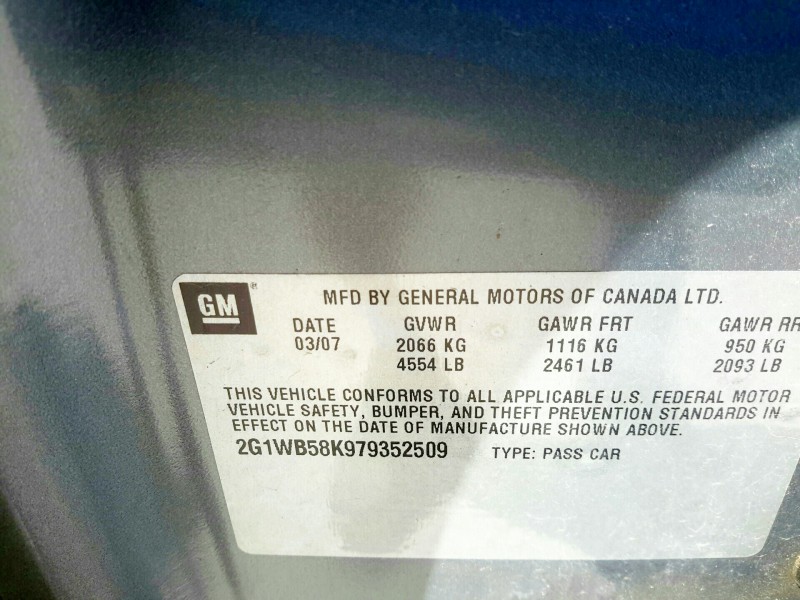 GM®
MFD BY GENERAL MOTORS OF CANADA LTD.
DATE GVWR GAWR FRT GAWR RR
03/07 2066 KG 1116 KG 950 KG
4554 LB 2461 LB 2093 LB
THIS VEHICLE CONFORMS TO ALL APPLICABLE U.S. FEDERAL MOTOR
VEHICLE SAFETY, BUMPER, AND THEFT PREVENTION STANDARDS IN
EFFECT ON THE DATE OF MANUFACTURE SHOWN ABOVE.
2G1WB58K979352509 TYPE: PASS CAR